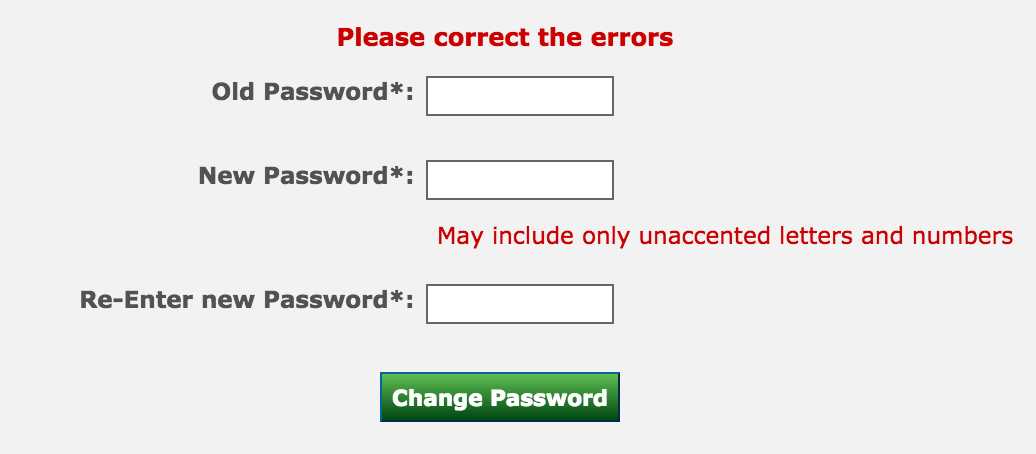 Please correct the errors
Old Password*:
New Password*:
May include only unaccented letters and numbers
Re-Enter new Password*:
Change Password